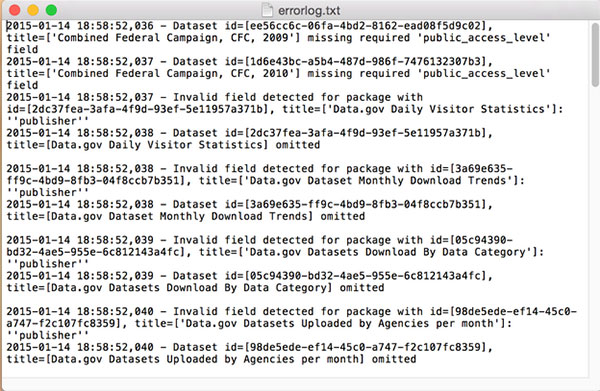 errorlog.txt
2015-01-14 18:58:52,036 - Dataset id=[ee56cc6c-06fa-4bd2-8162-ead08f5d9c02],
title=['Combined Federal Campaign, CFC, 2009'] missing required 'public_access_level'
field
2015-01-14 18:58:52,037 - Dataset id=[1d6e43bc-a5b4-487d-986f-7476132307b3],
title=['Combined Federal Campaign, CFC, 2010'] missing required 'public_access_level'
field
2015-01-14 18:58:52,037 - Invalid field detected for package with
id=[2dc37fea-3afa-4f9d-93ef-5e11957a371b], title=['Data.gov Daily Visitor Statistics']:
''publisher''
2015-01-14 18:58:52,038 - Dataset id=[2dc37fea-3afa-4f9d-93ef-5e11957a371b],
title=[Data.gov Daily Visitor Statistics] omitted
2015-01-14 18:58:52,038 - Invalid field detected for package with id=[3a69e635-
ff9c-4bd9-8fb3-04f8ccb7b351], title=['Data.gov Dataset Monthly Download Trends']:
''publisher''
2015-01-14 18:58:52,038 - Dataset id=[3a69e635-ff9c-4bd9-8fb3-04f8ccb7b351],
title=[Data.gov Dataset Monthly Download Trends] omitted
2015-01-14 18:58:52,039 - Invalid field detected for package with id=[05c94390-
bd32-4ae5-955e-6c812143a4fc], title=['Data.gov Datasets Download By Data Category']:
''publisher''
2015-01-14 18:58:52,039 - Dataset id=[05c94390-bd32-4ae5-955e-6c812143a4fc],
title=[Data.gov Datasets Download By Data Category] omitted
2015-01-14 18:58:52,040 - Invalid field detected for package with id=[98de5ede-ef14-45c0-
a747-f2c107fc8359], title=['Data.gov Datasets Uploaded by Agencies per month']:
''publisher''
2015-01-14 18:58:52,040 - Dataset id=[98de5ede-ef14-45c0-a747-f2c107fc8359],
title=[Data.gov Datasets Uploaded by Agencies per month] omitted